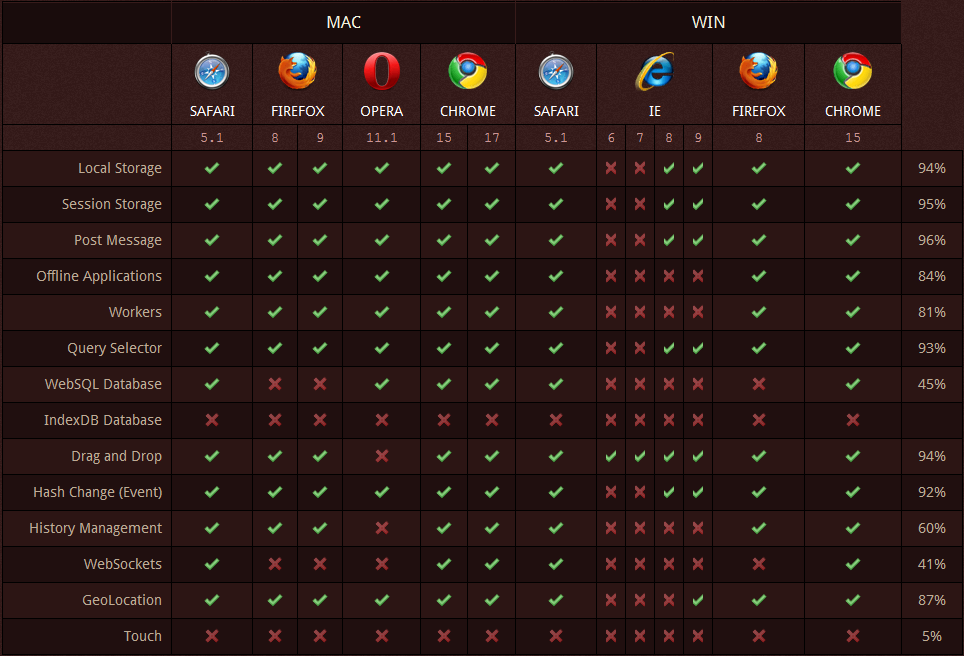 MAC WIN
SAFARI FIREFOX OPERA CHROME SAFARI IE FIREFOX CHROME
5.1 8 9 11.1 15 17 5.1 6 7 8 9 8 15
Local Storage 94%
Session Storage 95%
Post Message 96%
Offline Applications 84%
Workers 81%
Query Selector 93%
WebSQL Database 45%
IndexDB Database
Drag and Drop 94%
Hash Change (Event) 92%
History Management 60%
WebSockets 41%
GeoLocation 87%
Touch 5%